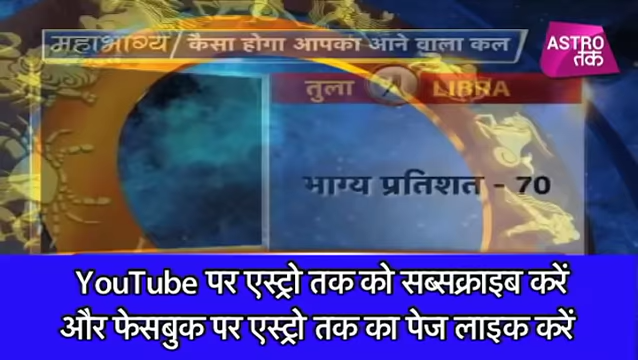 महाभाग्य/कैसा होगा आपका आने वाला कल
ASTRO
तक
तुला 7 LIBRA
भाग्य प्रतिशत - 70
YouTube पर एस्ट्रो तक को सब्सक्राइब करें
और फेसबुक पर एस्ट्रो तक का पेज लाइक करें